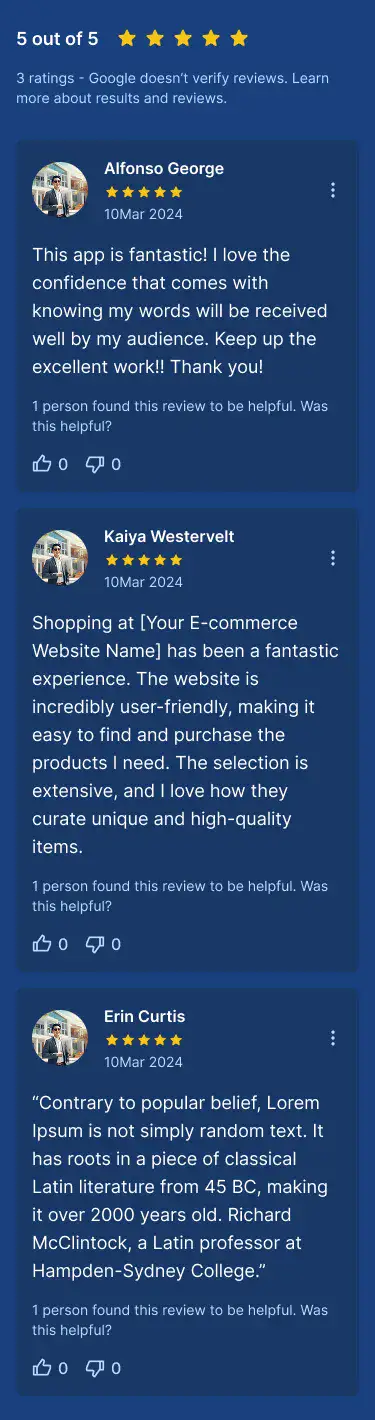 5 out of 5
3 ratings - Google doesn't verify reviews. Learn
more about results and reviews.
Alfonso George
10Mar 2024
This app is fantastic! I love the
confidence that comes with
knowing my words will be received
well by my audience. Keep up the
excellent work!! Thank you!
1 person found this review to be helpful. Was
this helpful?
0 0
Kaiya Westervelt
10Mar 2024
Shopping at [Your E-commerce
Website Name] has been a fantastic
experience. The website is
incredibly user-friendly, making it
easy to find and purchase the
products I need. The selection is
extensive, and I love how they
curate unique and high-quality
items.
1 person found this review to be helpful. Was
this helpful?
0 0
Erin Curtis
10Mar 2024
“Contrary to popular belief, Lorem
Ipsum is not simply random text. It
has roots in a piece of classical
Latin literature from 45 BC, making
it over 2000 years old. Richard
McClintock, a Latin professor at
Hampden-Sydney College.”
1 person found this review to be helpful. Was
this helpful?
0 0